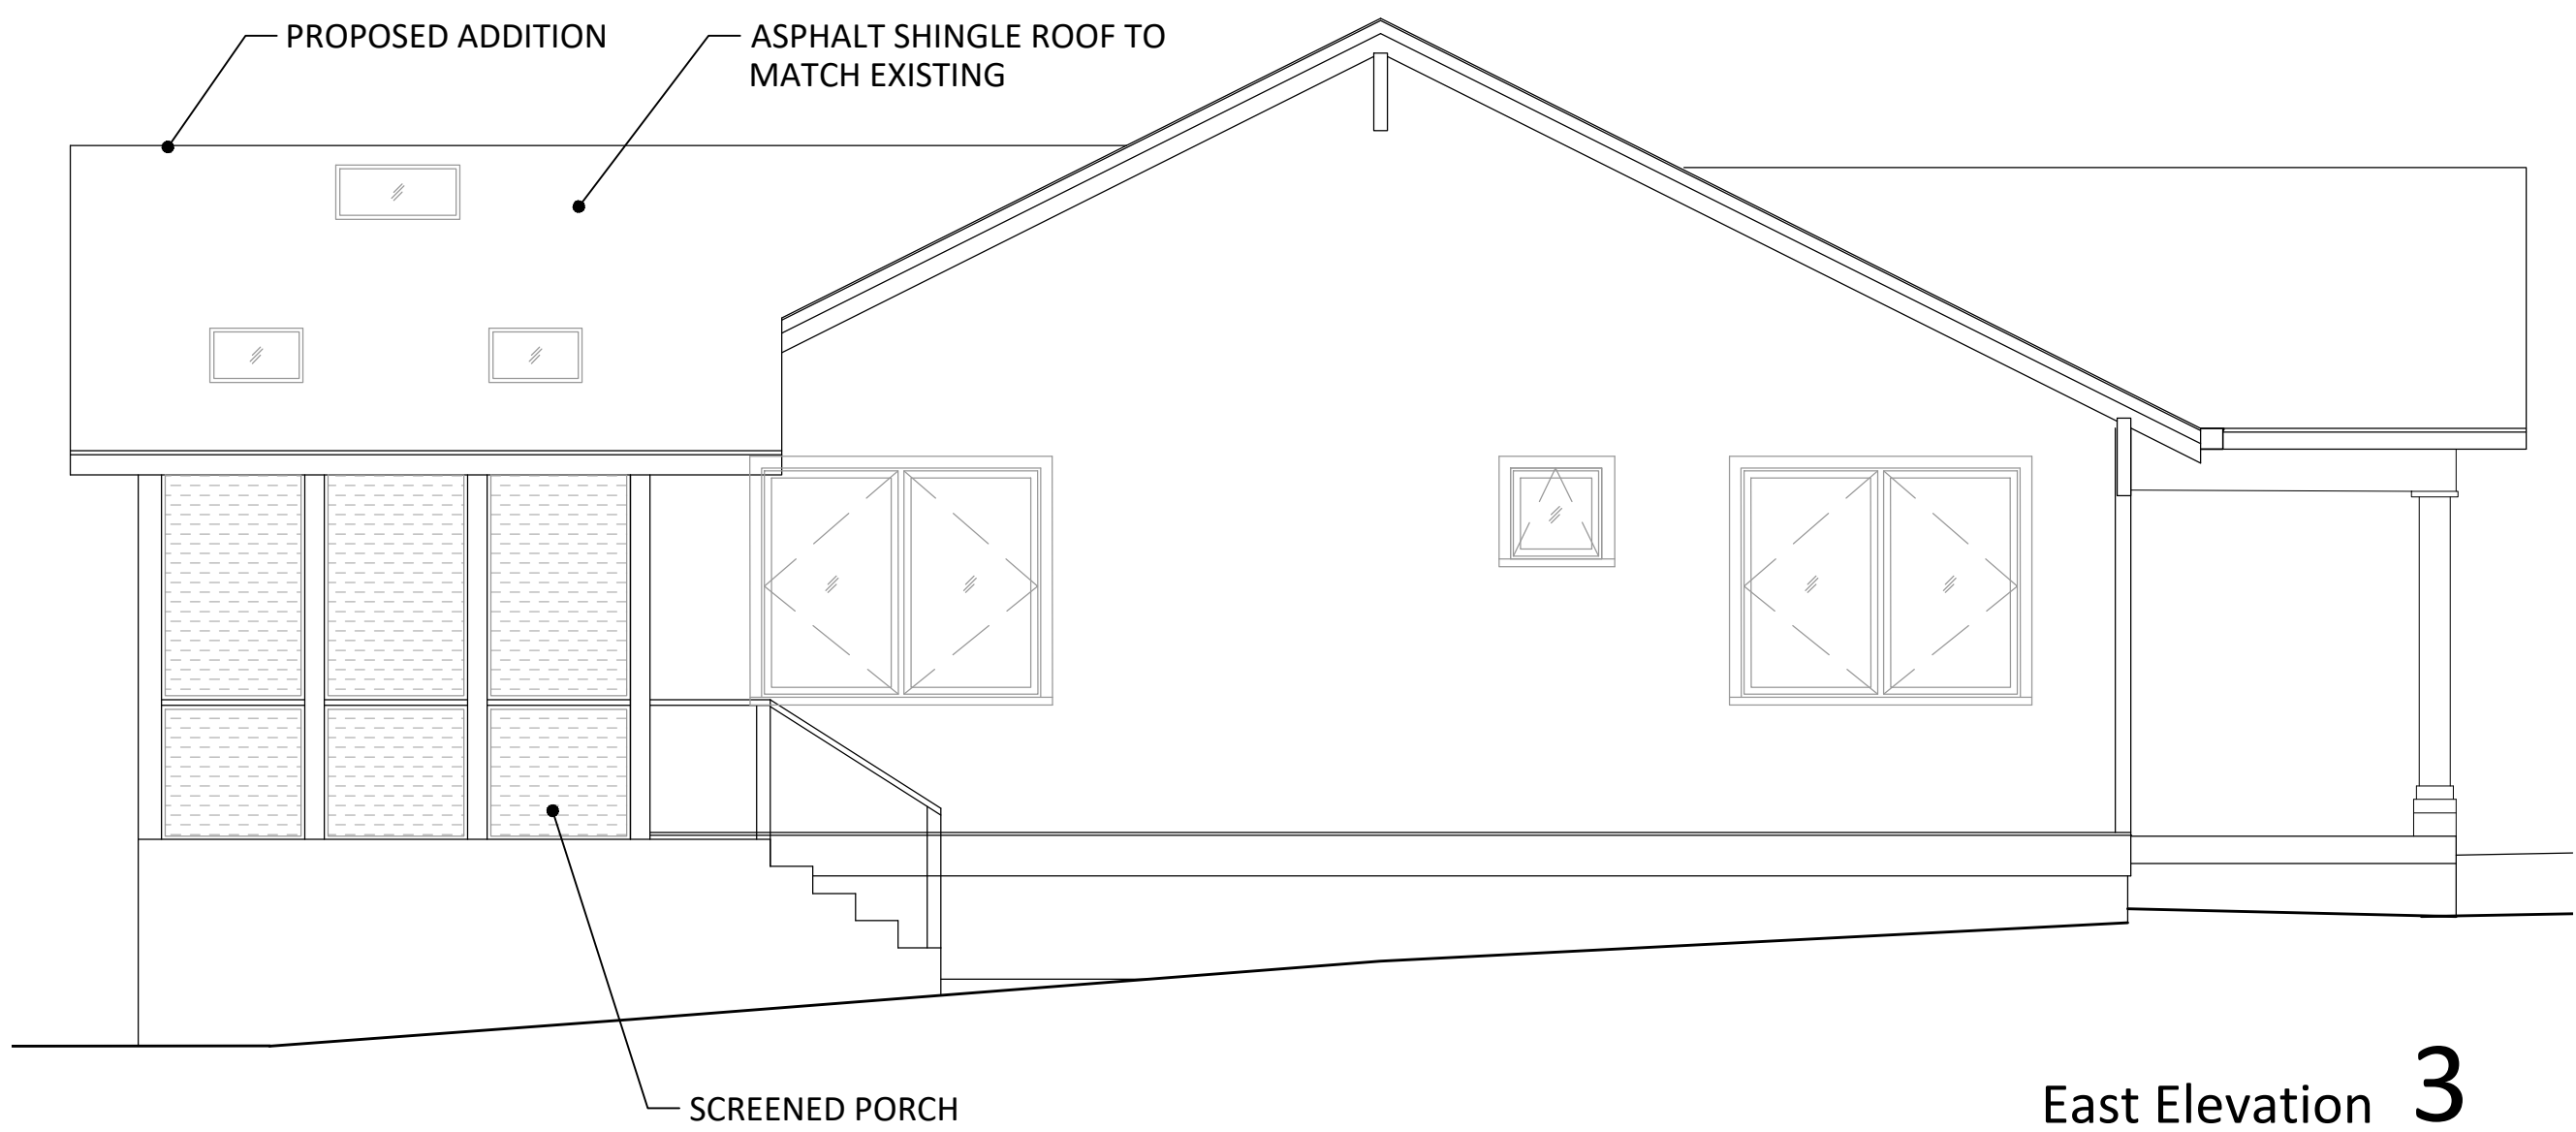 PROPOSED ADDITION
ASPHALT SHINGLE ROOF TO
MATCH EXISTING
SCREENED PORCH
East Elevation 3